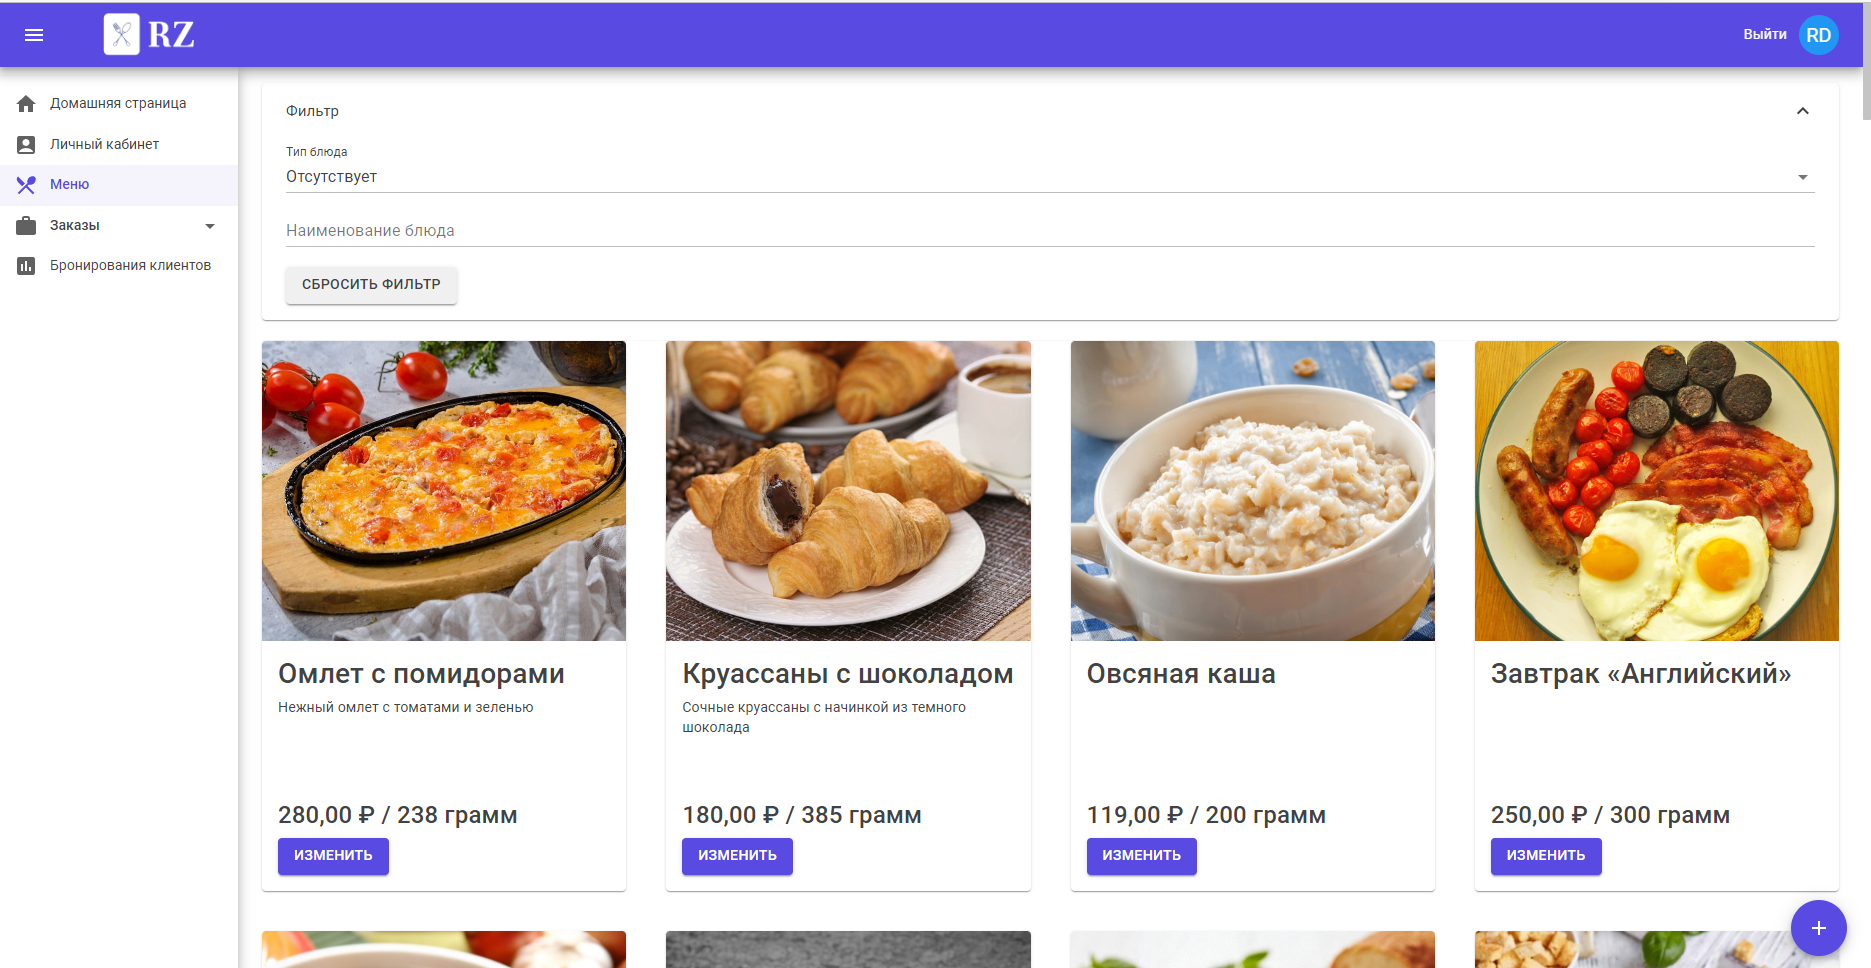 RZ
Выйти
RD
Домашняя страница
Личный кабинет
Меню
Заказы
Бронирования клиентов
Фильтр
Тип блюда
Отсутствует
Наименование блюда
СБРОСИТЬ ФИЛЬТР
Омлет с помидорами
Нежный омлет с томатами и зеленью
280,00 ₽ / 238 грамм
ИЗМЕНИТЬ
Круассаны с шоколадом
Сочные круассаны с начинкой из темного
шоколада
180,00 ₽ / 385 грамм
ИЗМЕНИТЬ
Овсяная каша
119,00 ₽ / 200 грамм
ИЗМЕНИТЬ
Завтрак «Английский»
250,00 ₽ / 300 грамм
ИЗМЕНИТЬ